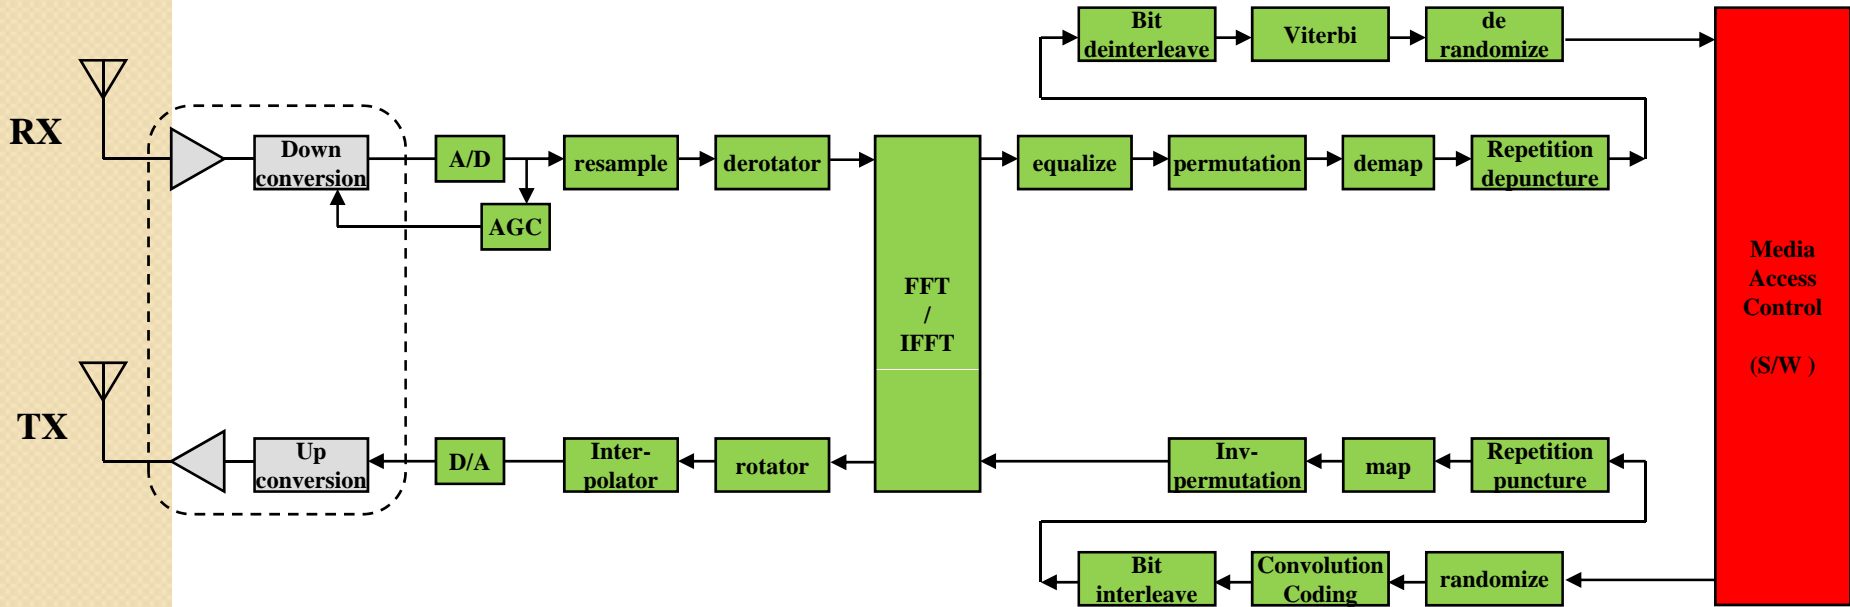 Bit
deinterleave
Viterbi
de
randomize
RX
Down
conversion
A/D
resample
derotator
equalize
permutation
demap
Repetition
depuncture
AGC
FFT
/
IFFT
Media
Access
Control
(S/W )
TX
Up
conversion
D/A
Inter-
polator
rotator
Inv-
permutation
map
Repetition
puncture
Bit
interleave
Convolution
Coding
randomize